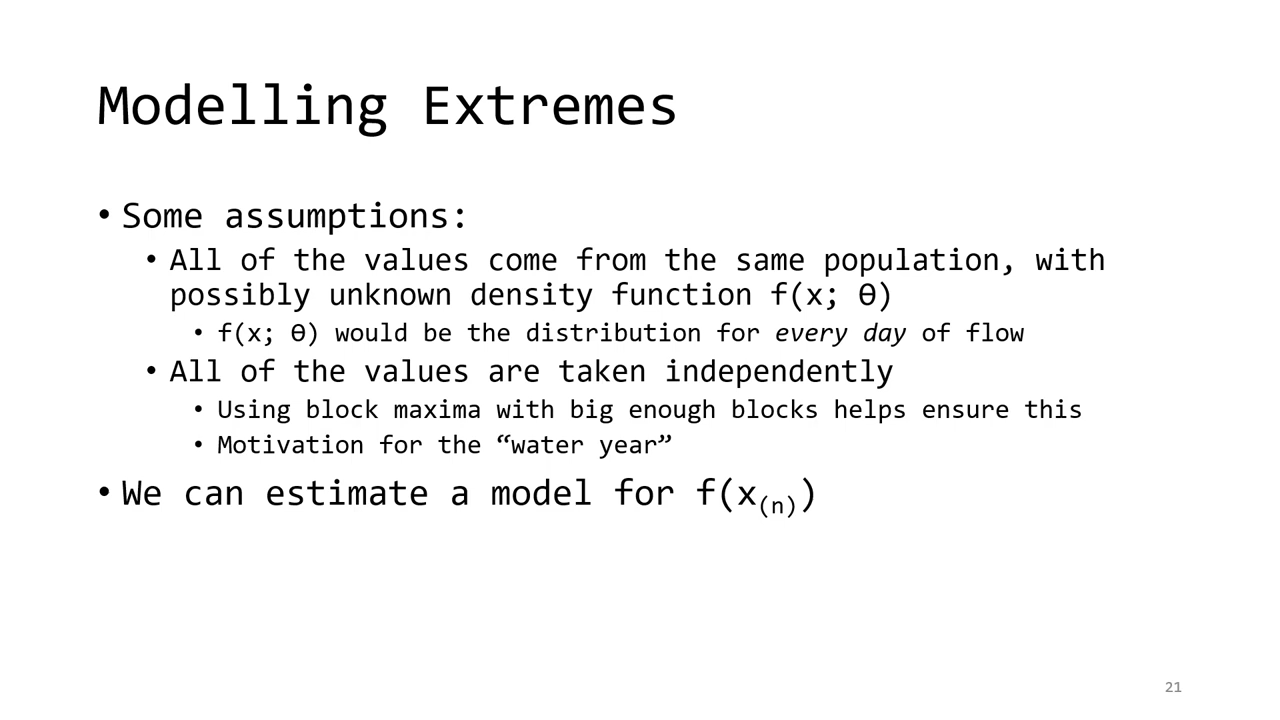 Modelling Extremes
• Some assumptions:
• All of the values come from the same population, with
possibly unknown density function f(x; θ)
• f(x; θ) would be the distribution for every day of flow
• All of the values are taken independently
• Using block maxima with big enough blocks helps ensure this
• Motivation for the “water year”
• We can estimate a model for f(x₍ₙ₎)
21